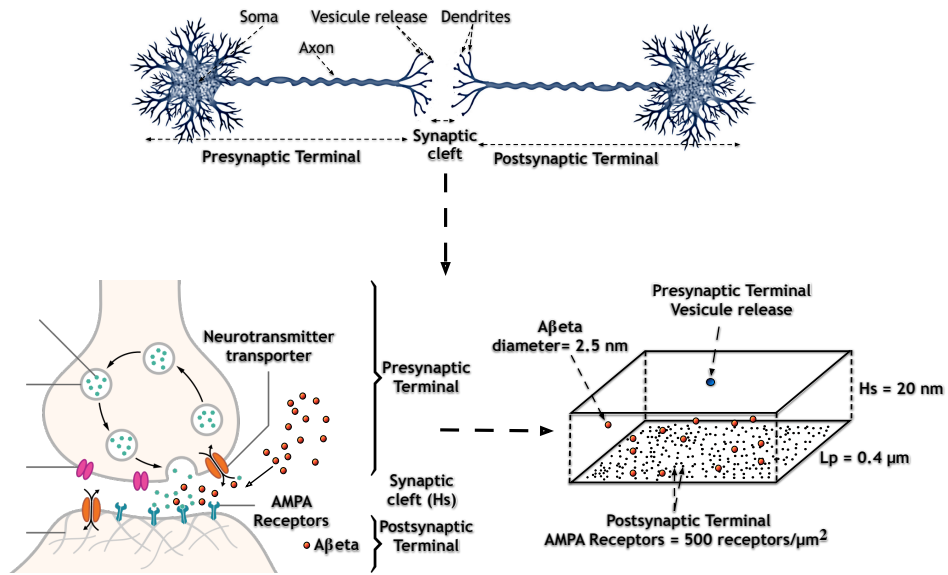 Soma
Vesicule release
Dendrites
Axon
Synaptic
cleft
Presynaptic Terminal
Postsynaptic Terminal
Neurotransmitter
transporter
Presynaptic
Terminal
Synaptic
cleft (Hs)
AMPA
Receptors
Aβeta
Postsynaptic
Terminal
Presynaptic Terminal
Vesicule release
Aβeta
diameter= 2.5 nm
Hs = 20 nm
Lp = 0.4 µm
Postsynaptic Terminal
AMPA Receptors = 500 receptors/µm²